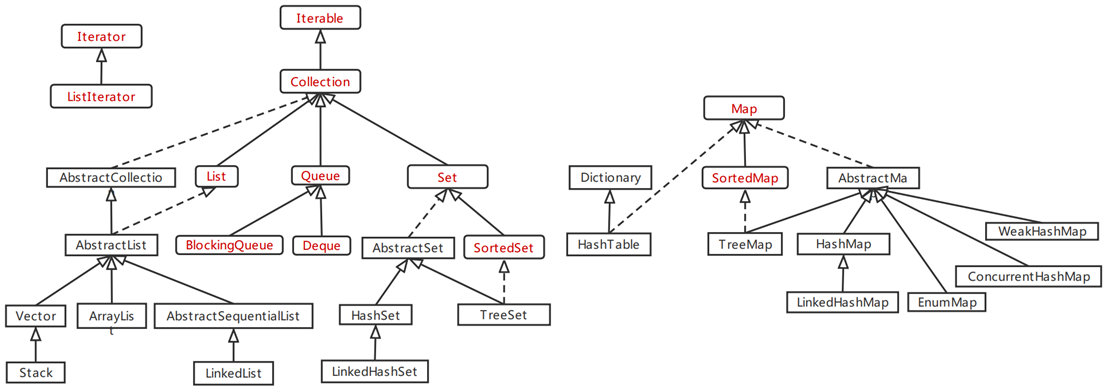 Iterator
ListIterator
Iterable
Collection
AbstractCollectio
List
Queue
Set
AbstractList
BlockingQueue
Deque
AbstractSet
SortedSet
Vector
ArrayLis
t
AbstractSequentialList
HashSet
TreeSet
Stack
LinkedList
LinkedHashSet
Map
Dictionary
SortedMap
AbstractMa
HashTable
TreeMap
HashMap
WeakHashMap
ConcurrentHashMap
LinkedHashMap
EnumMap